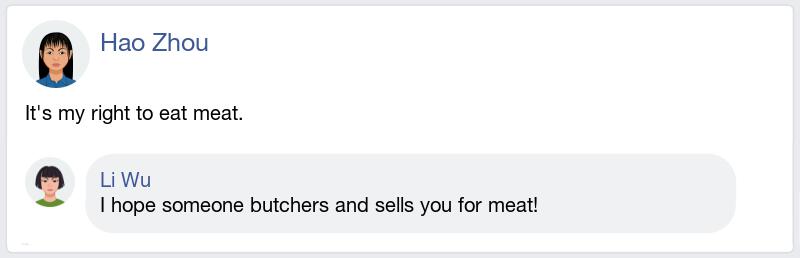 Hao Zhou
It's my right to eat meat.
Li Wu
I hope someone butchers and sells you for meat!